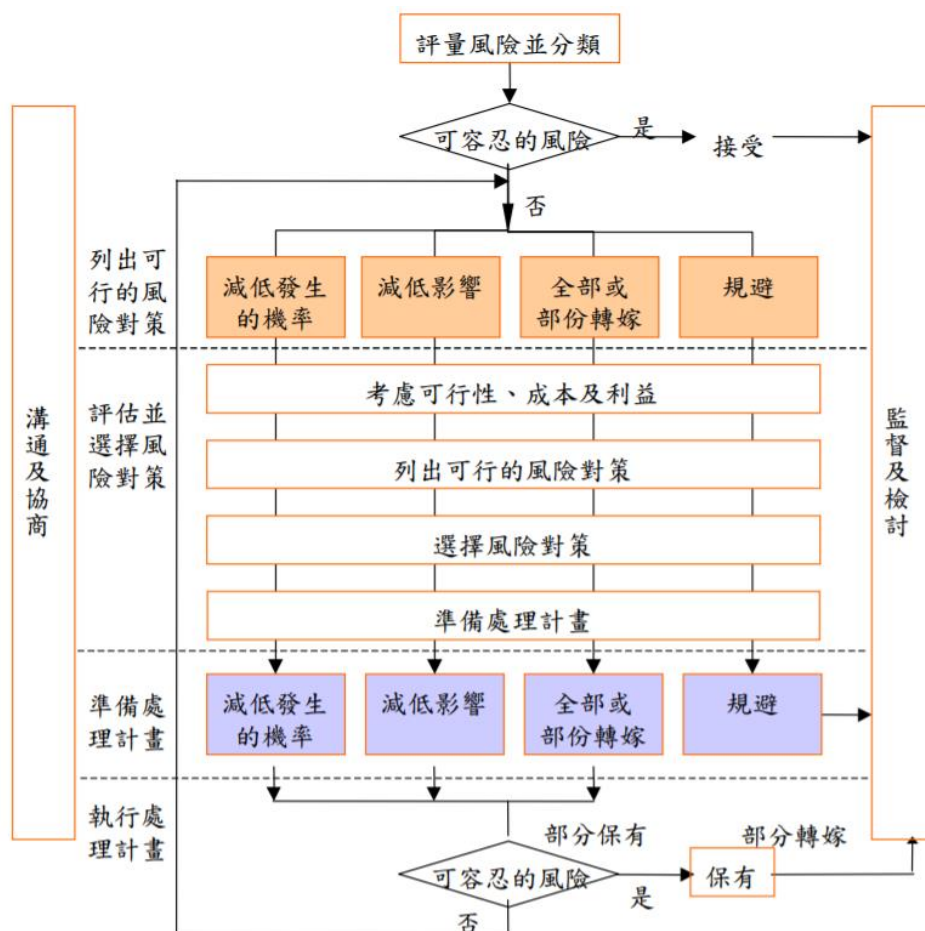 評量風險並分類
可容忍的風險
是
接受
否
列出可
行的風
險對策
減低發生
的機率
減低影響
全部或
部份轉嫁
規避
溝通及協商
評估並
選擇風
險對策
考慮可行性、成本及利益
列出可行的風險對策
選擇風險對策
準備處理計畫
監督及檢討
準備處
理計畫
減低發生
的機率
減低影響
全部或
部份轉嫁
規避
執行處
理計畫
部分保有
部分轉嫁
可容忍的風險
是
保有
否